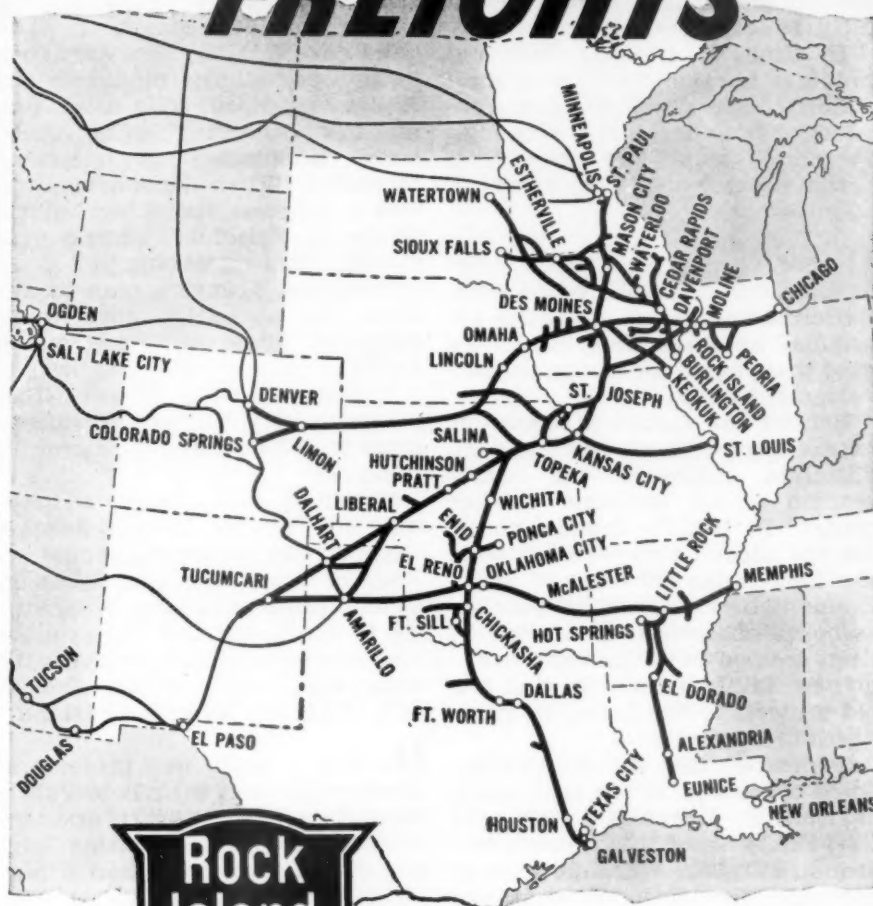 FREIGHTS
MINNEAPOLIS
ST. PAUL
WATERTOWN
ESTHERVILLE
MASON CITY
WATERLOO
SIOUX FALLS
CEDAR RAPIDS
DAVENPORT
MOLINE
CHICAGO
DES MOINES
OGDEN
OMAHA
SALT LAKE CITY
LINCOLN
PEORIA
ROCK ISLAND
BURLINGTON
KEOKUK
DENVER
ST. JOSEPH
COLORADO SPRINGS
LIMON
SALINA
TOPEKA
KANSAS CITY
ST. LOUIS
HUTCHINSON
PRATT
LIBERAL
WICHITA
DALHART
ENID
PONCA CITY
EL RENO
OKLAHOMA CITY
LITTLE ROCK
TUCUMCARI
McALESTER
MEMPHIS
AMARILLO
FT. SILL
CHICKASHA
HOT SPRINGS
TUCSON
EL DORADO
DALLAS
FT. WORTH
DOUGLAS
EL PASO
ALEXANDRIA
EUNICE
TEXAS CITY
NEW ORLEANS
HOUSTON
GALVESTON
Rock
Island